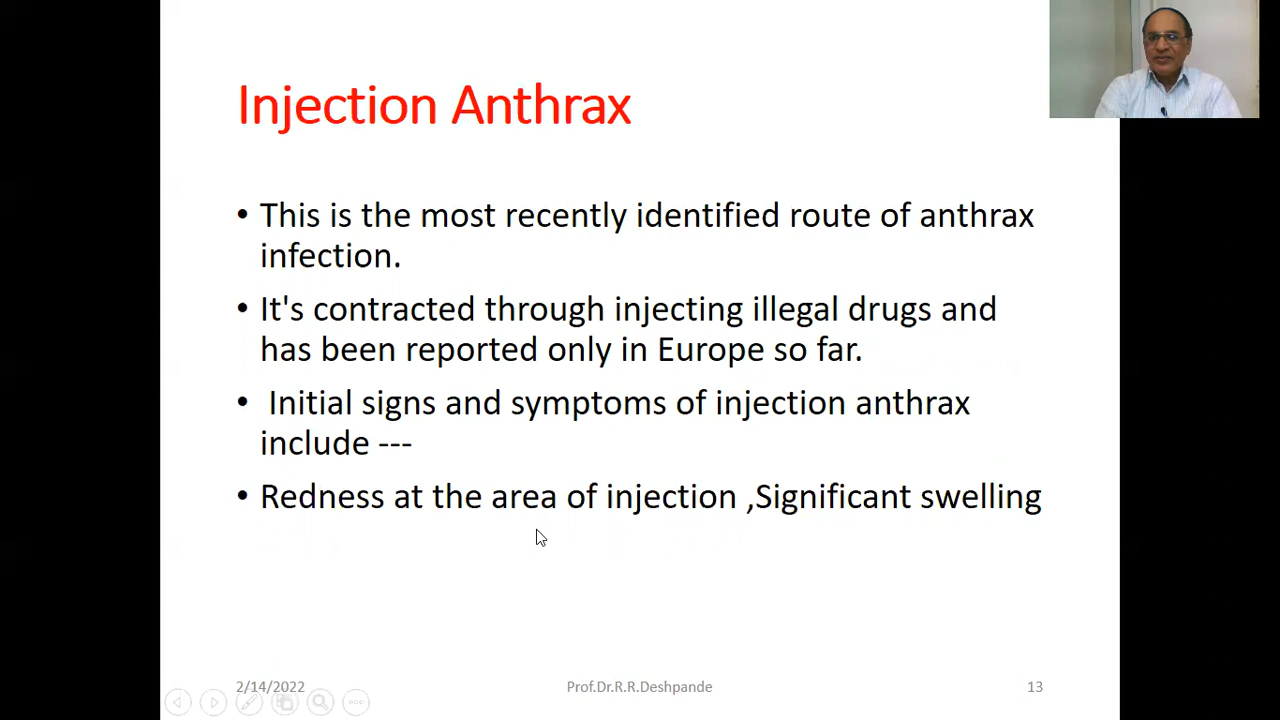 Injection Anthrax
• This is the most recently identified route of anthrax
infection.
• It's contracted through injecting illegal drugs and
has been reported only in Europe so far.
• Initial signs and symptoms of injection anthrax
include ---
• Redness at the area of injection ,Significant swelling
2/14/2022
Prof.Dr.R.R.Deshpande
13